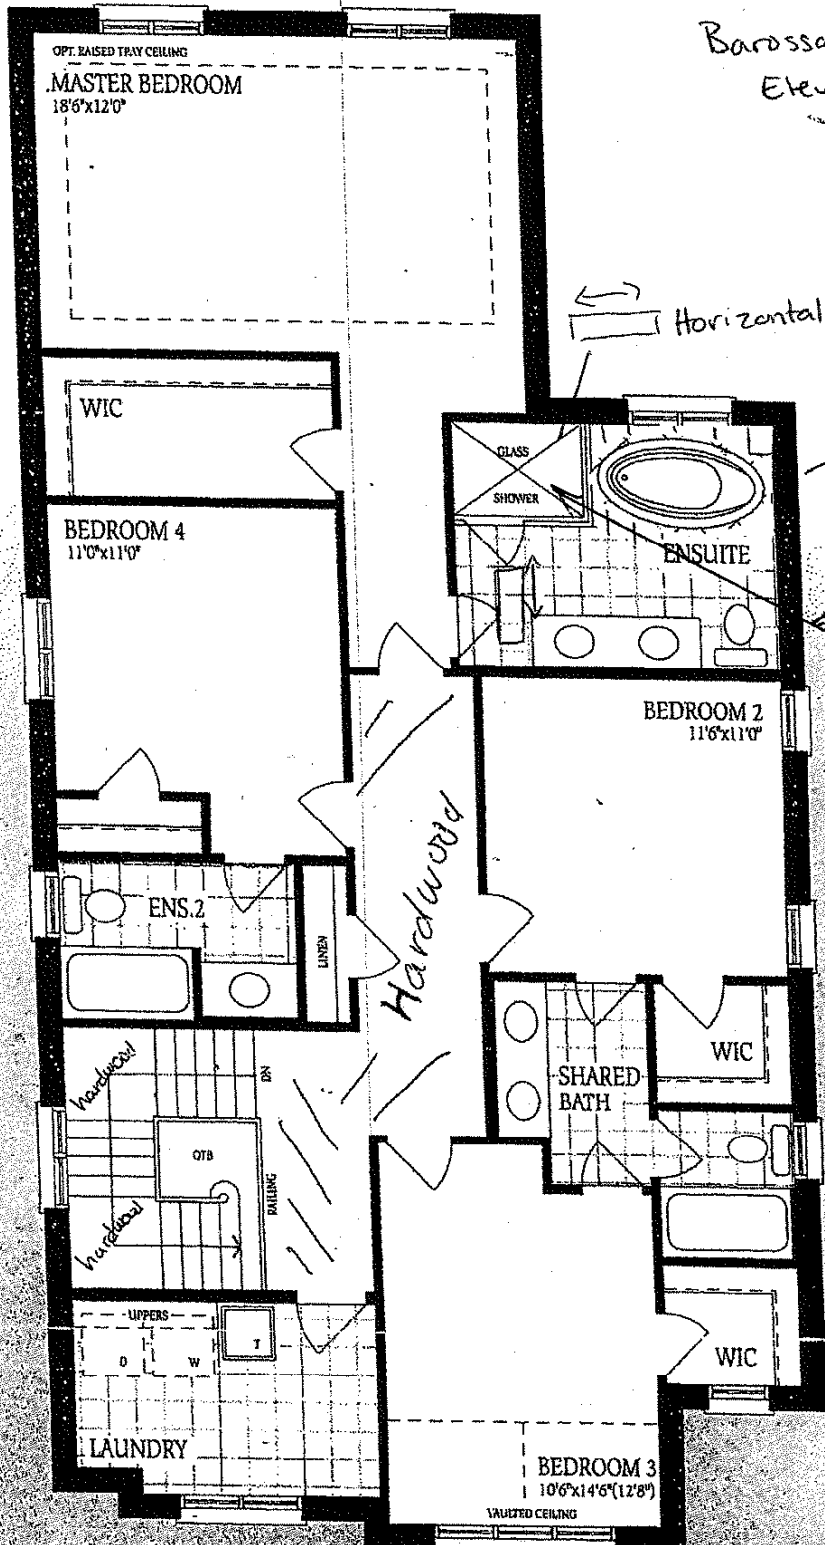 Barossa
Elev
OPT. RAISED TRAY CEILING
MASTER BEDROOM
18'6"x12'0"
Horizontal
WIC
GLASS
SHOWER
BEDROOM 4
11'0"x11'0"
ENSUITE
BEDROOM 2
11'6"x11'0"
Hardwood
ENS.2
LINEN
WIC
SHARED
BATH
hardwood
DN
QTB
RAILING
hardwood
UPPERS
D
W
T
WIC
LAUNDRY
BEDROOM 3
10'6"x14'6"(12'8")
VAULTED CEILING